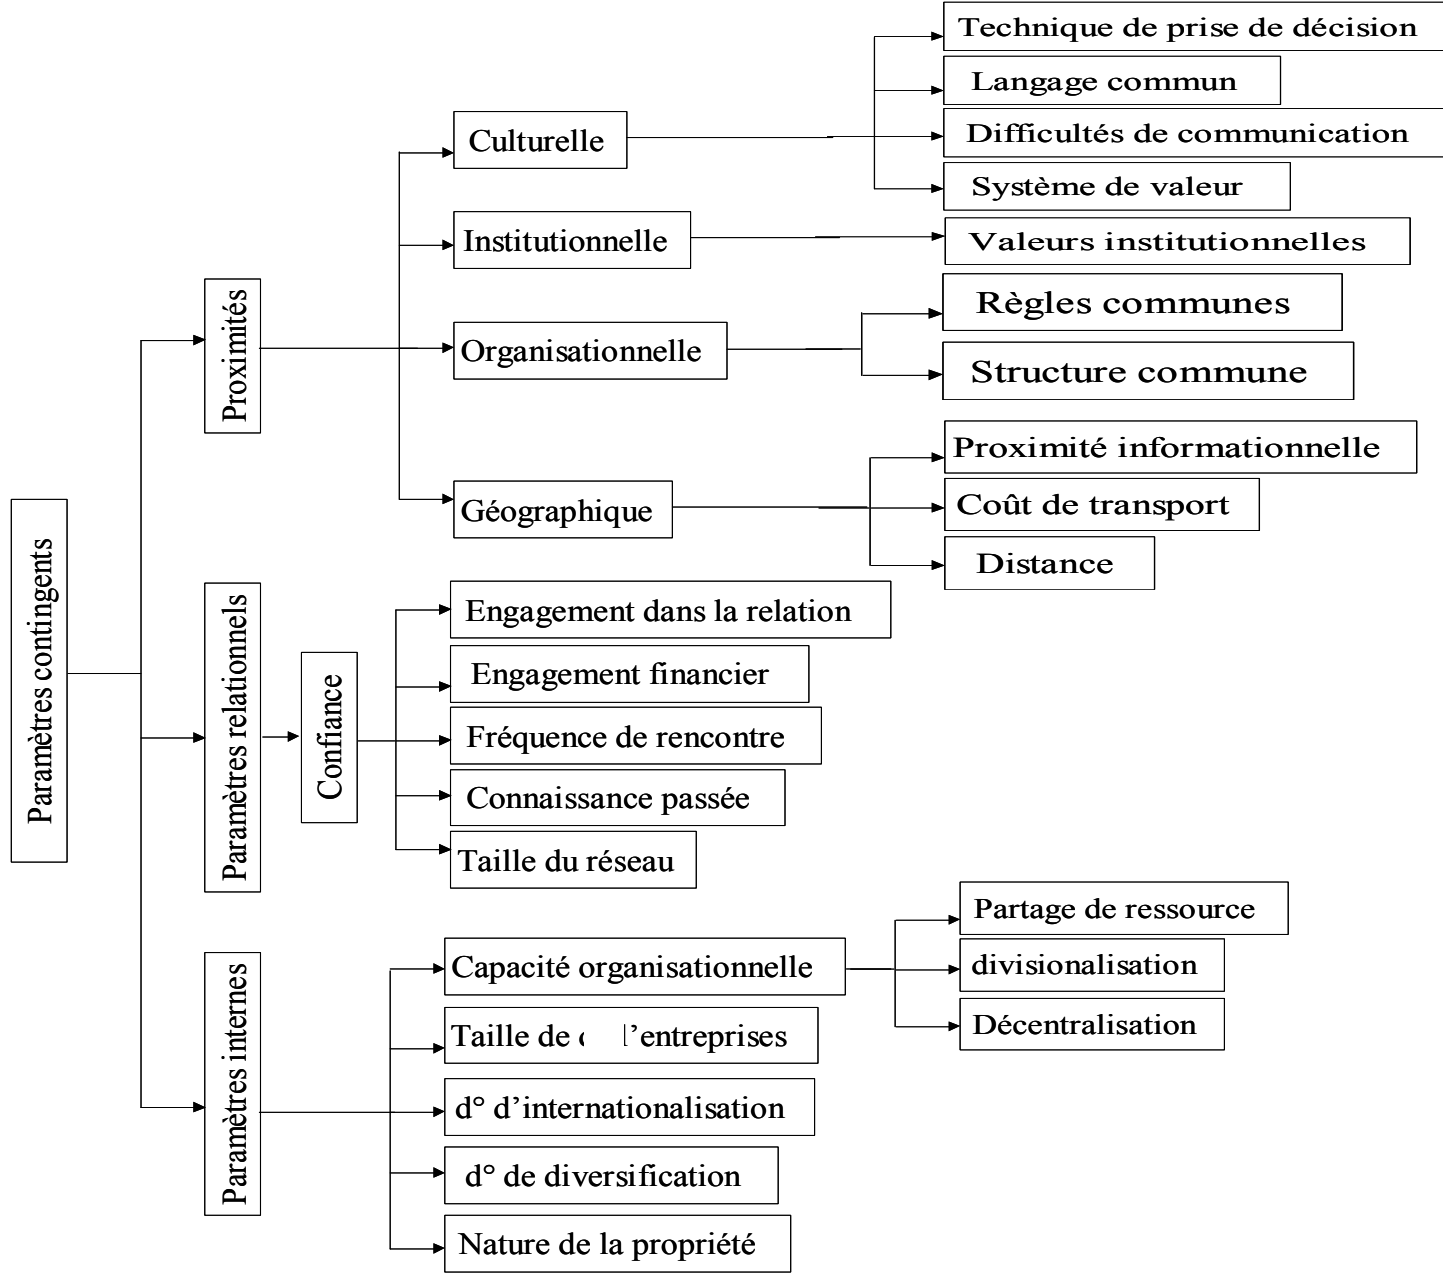 Paramètres contingents
Proximités
Culturelle
Technique de prise de décision
Langage commun
Difficultés de communication
Système de valeur
Institutionnelle
Valeurs institutionnelles
Organisationnelle
Règles communes
Structure commune
Géographique
Proximité informationnelle
Coût de transport
Distance
Paramètres relationnels
Confiance
Engagement dans la relation
Engagement financier
Fréquence de rencontre
Connaissance passée
Taille du réseau
Paramètres internes
Capacité organisationnelle
Partage de ressource
divisionalisation
Décentralisation
Taille de l’entreprises
d° d’internationalisation
d° de diversification
Nature de la propriété